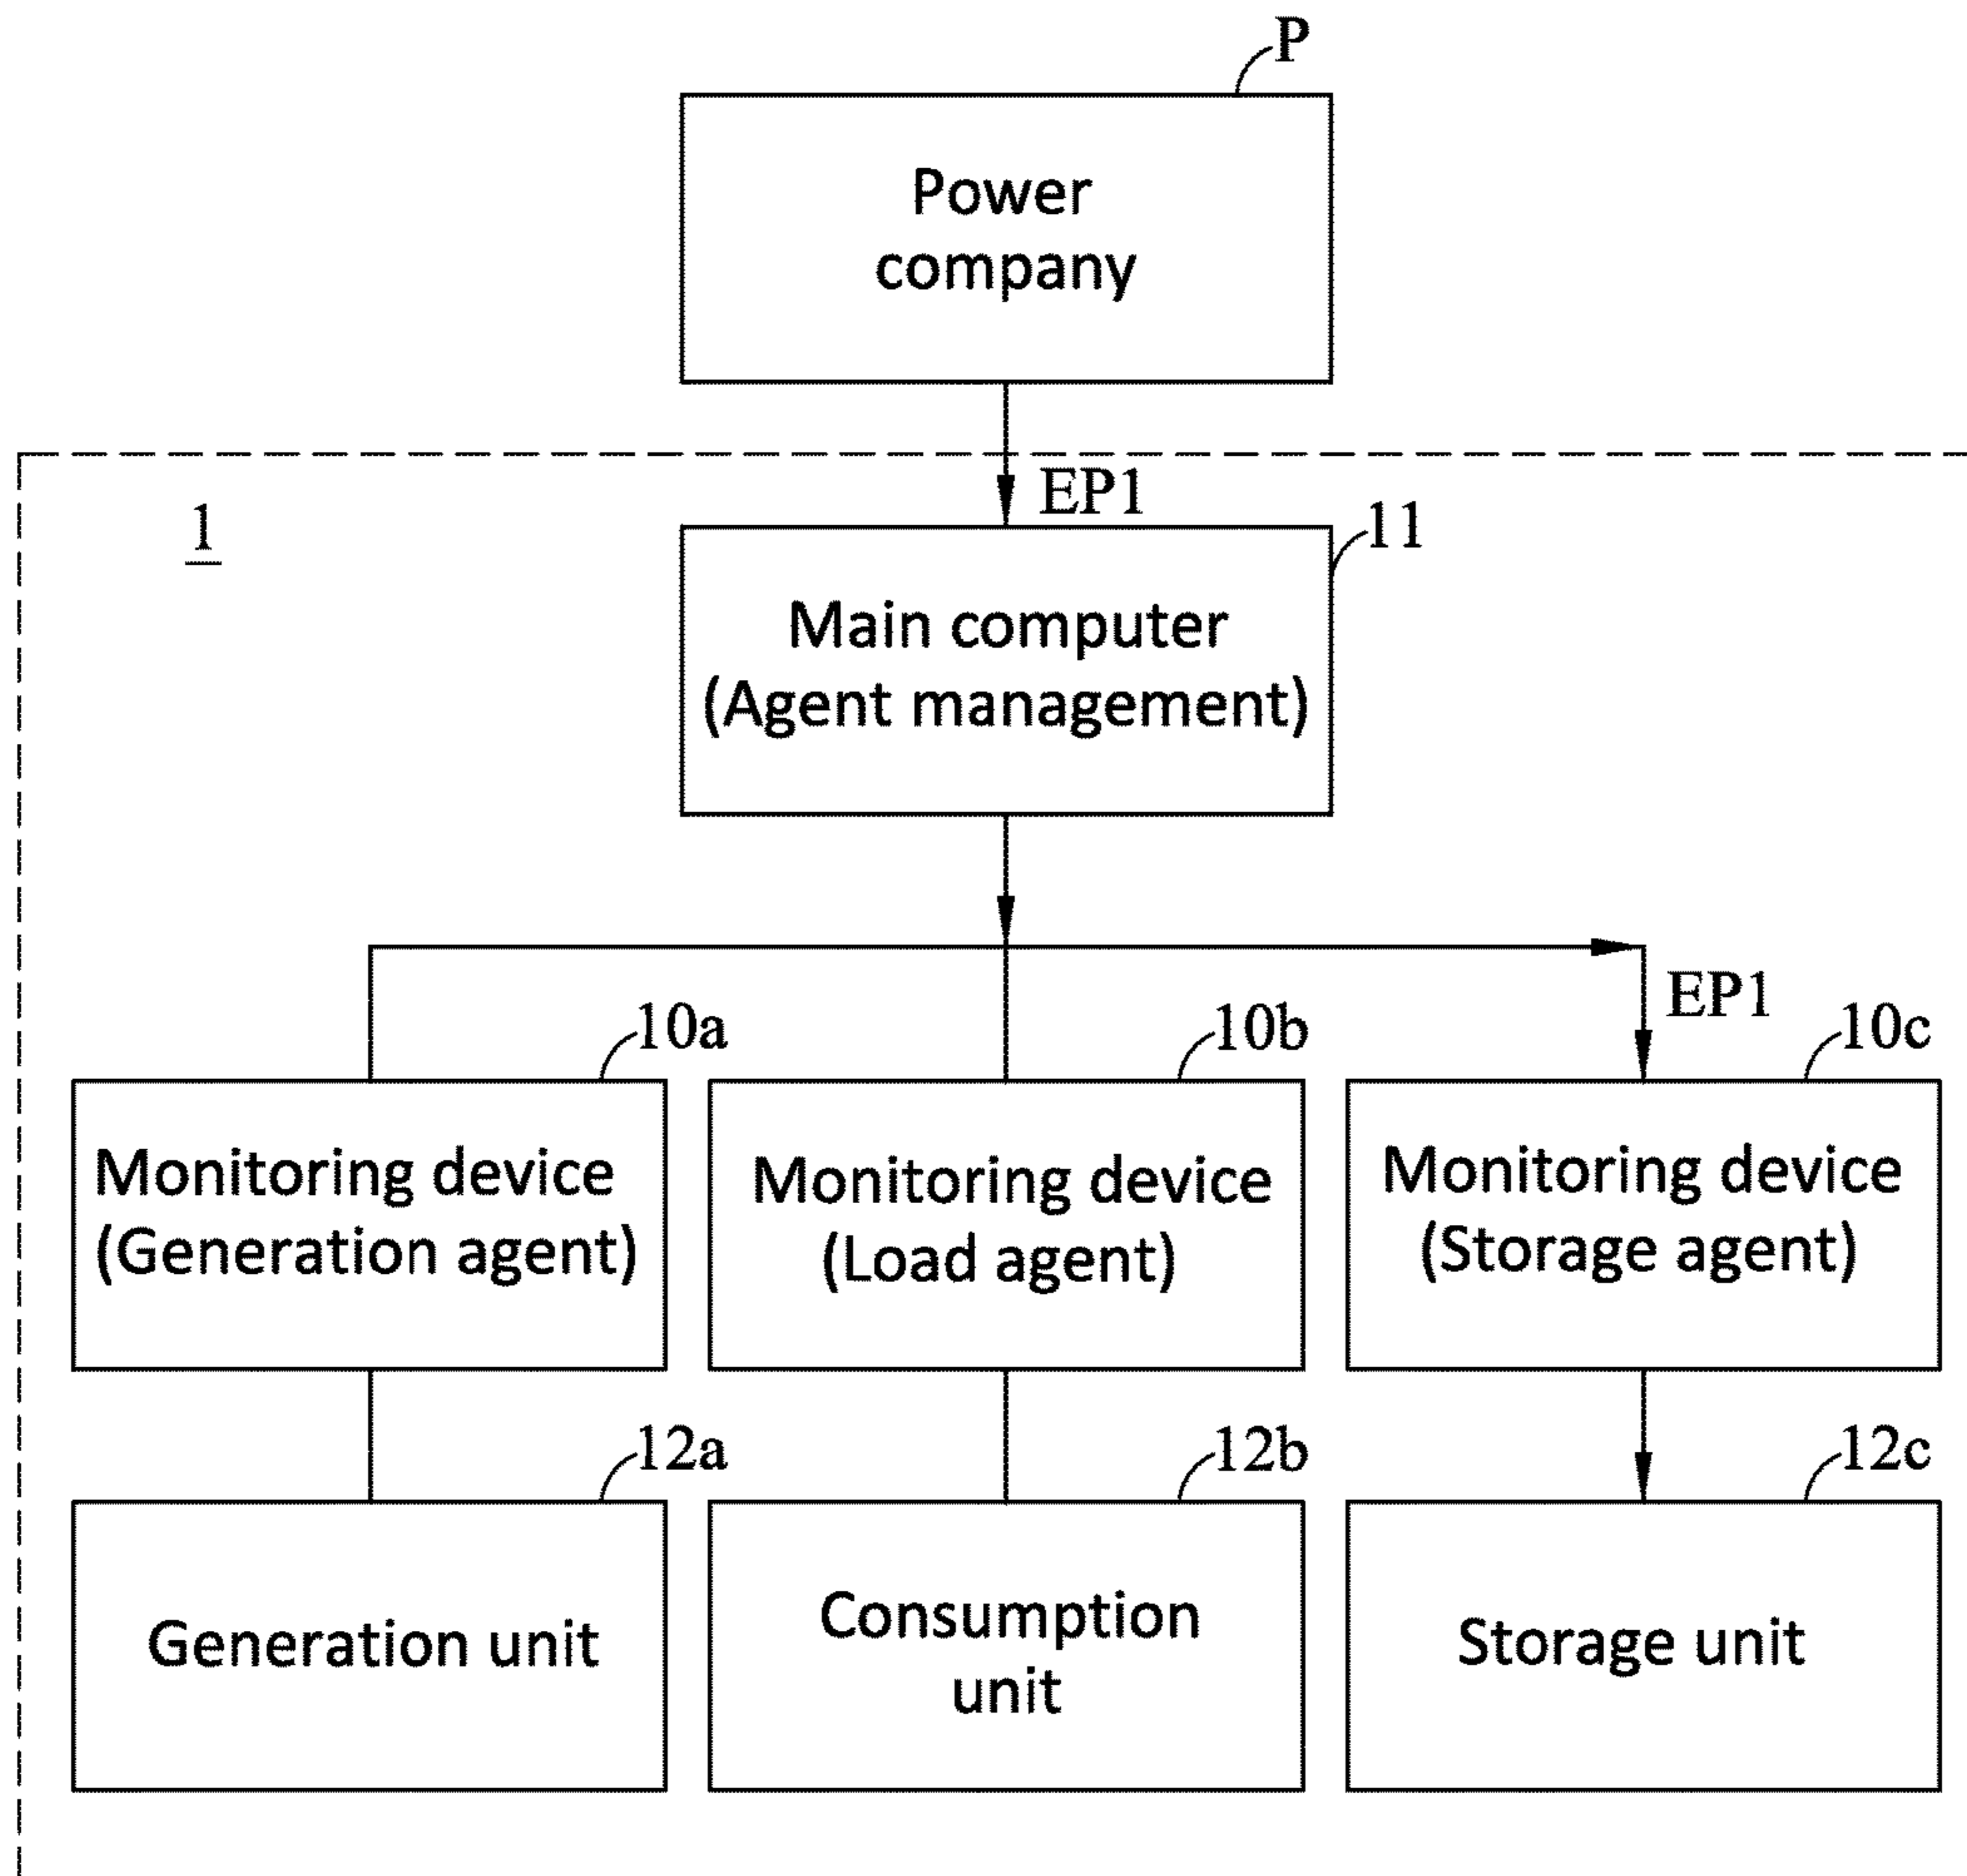 P
Power
company
EP1
1
11
Main computer
(Agent management)
EP1
10a
10b
10c
Monitoring device
(Generation agent)
Monitoring device
(Load agent)
Monitoring device
(Storage agent)
12a
12b
12c
Generation unit
Consumption
unit
Storage unit